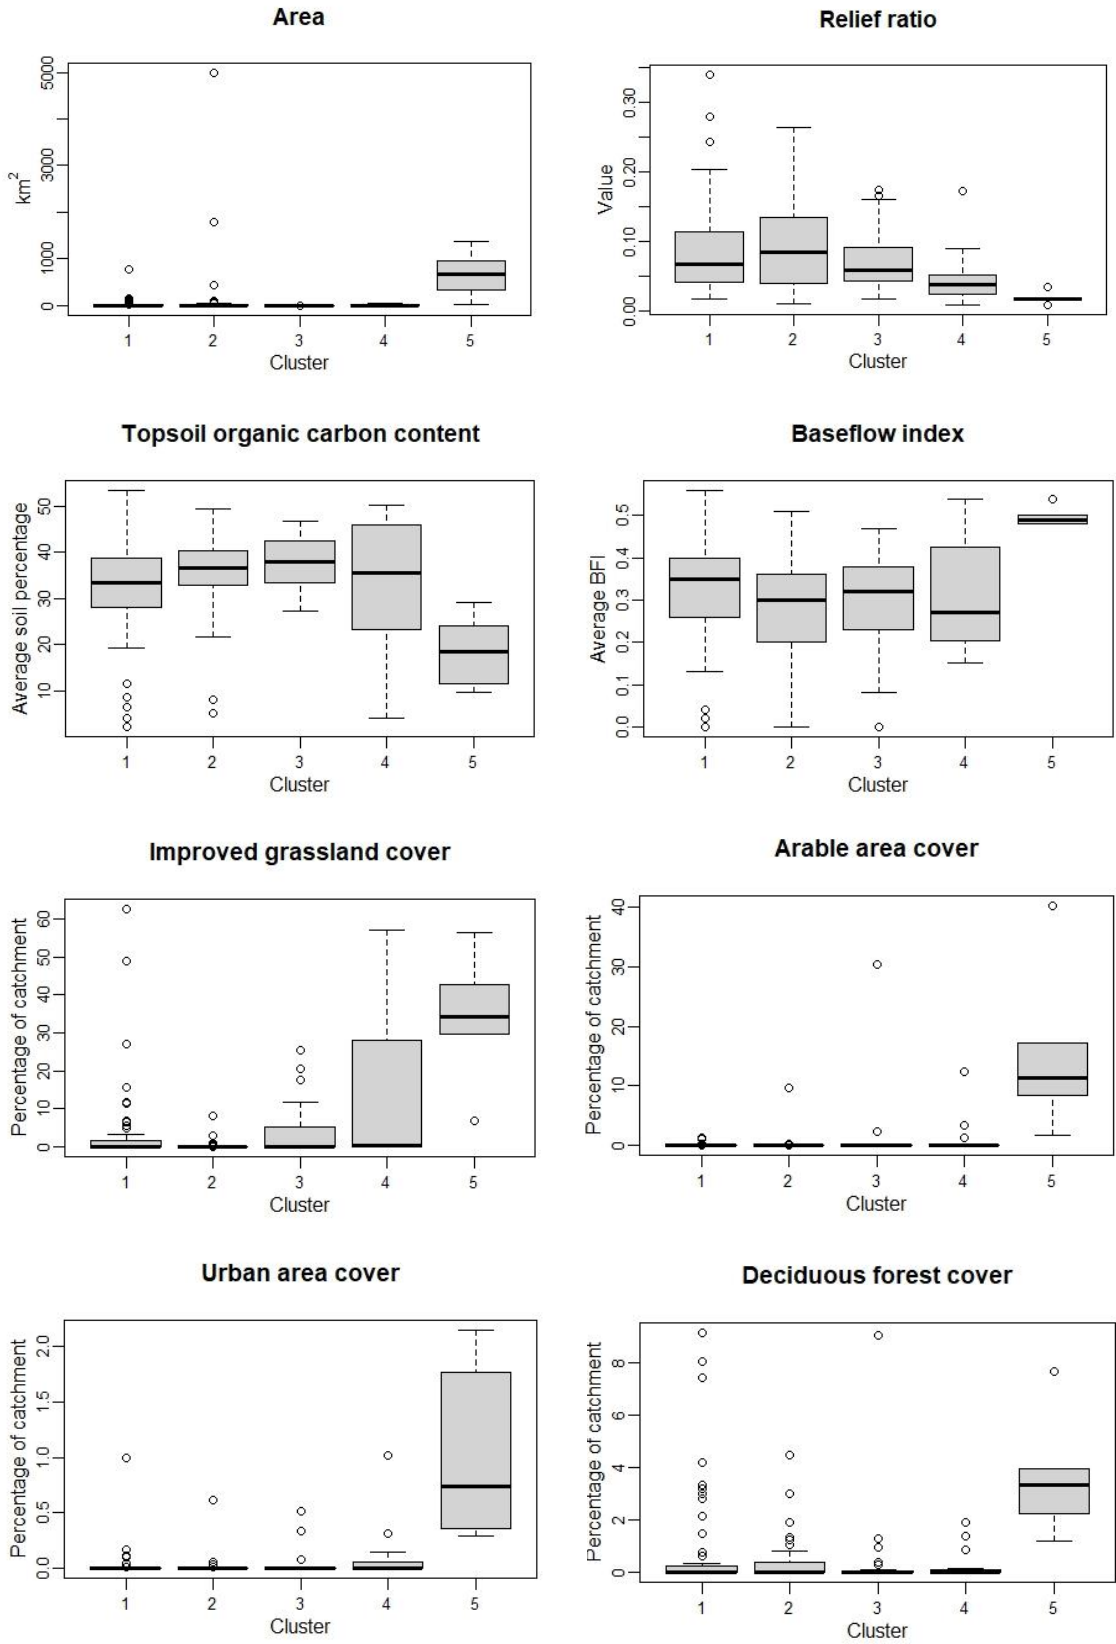 Area
km2
0
1000
3000
5000
1 2 3 4 5
Cluster
Relief ratio
Value
0.00
0.10
0.20
0.30
1 2 3 4 5
Cluster
Topsoil organic carbon content
Average soil percentage
10
20
30
40
50
1 2 3 4 5
Cluster
Baseflow index
Average BFI
0.0
0.1
0.2
0.3
0.4
0.5
1 2 3 4 5
Cluster
Improved grassland cover
Percentage of catchment
0
10
20
30
40
50
60
1 2 3 4 5
Cluster
Arable area cover
Percentage of catchment
0
10
20
30
40
1 2 3 4 5
Cluster
Urban area cover
Percentage of catchment
0.0
0.5
1.0
1.5
2.0
1 2 3 4 5
Cluster
Deciduous forest cover
Percentage of catchment
0
2
4
6
8
1 2 3 4 5
Cluster